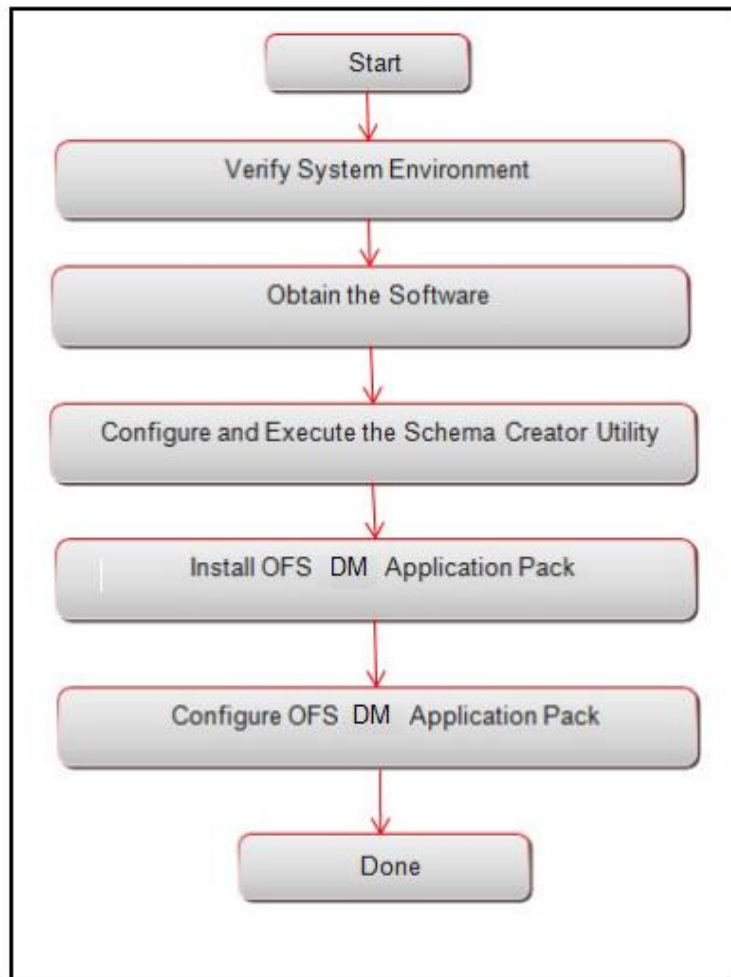 Start
Verify System Environment
Obtain the Software
Configure and Execute the Schema Creator Utility
Install OFS DM Application Pack
Configure OFS DM Application Pack
Done